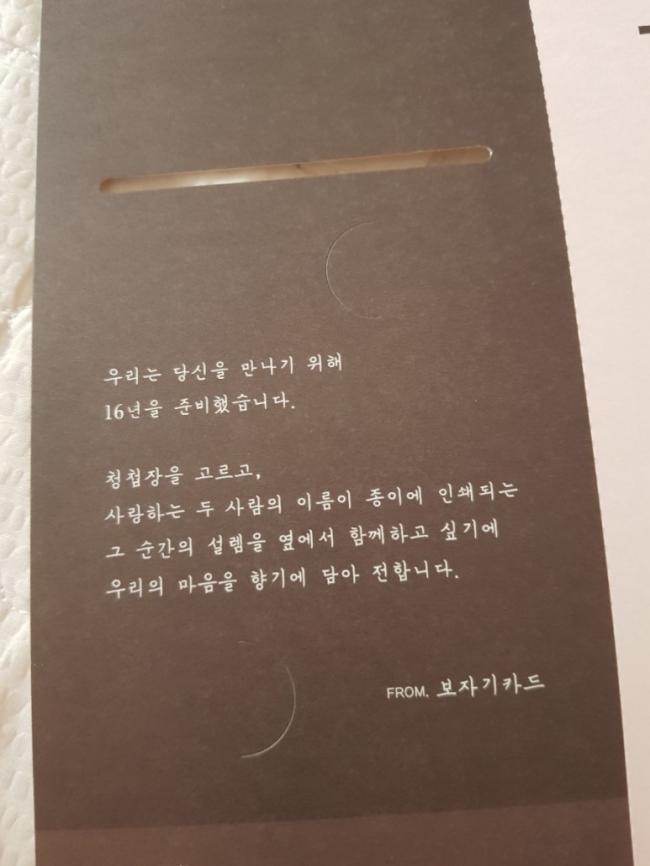 우리는 당신을 만나기 위해
16년을 준비했습니다.
청첩장을 고르고,
사랑하는 두 사람의 이름이 종이에 인쇄되는
그 순간의 설렘을 옆에서 함께하고 싶기에
우리의 마음을 향기에 담아 전합니다.
FROM. 보자기카드